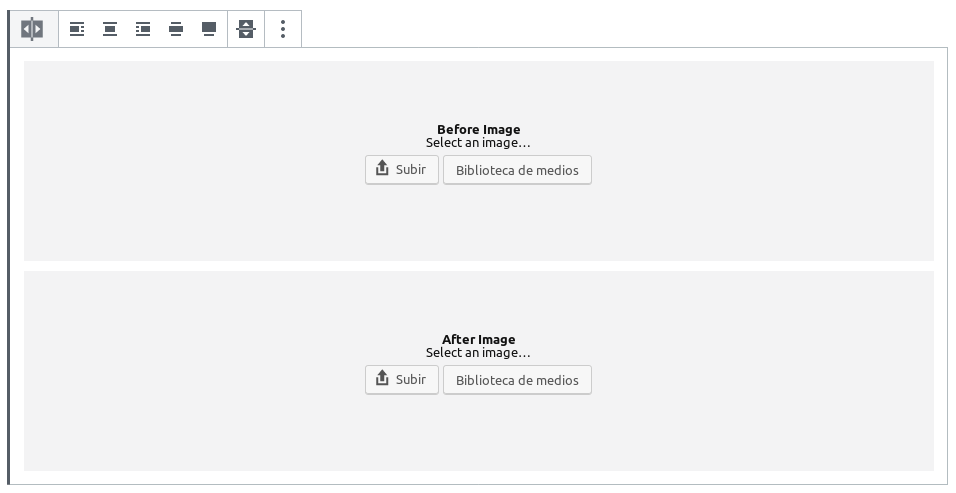 Before Image
Select an image...
Subir Biblioteca de medios
After Image
Select an image...
Subir Biblioteca de medios